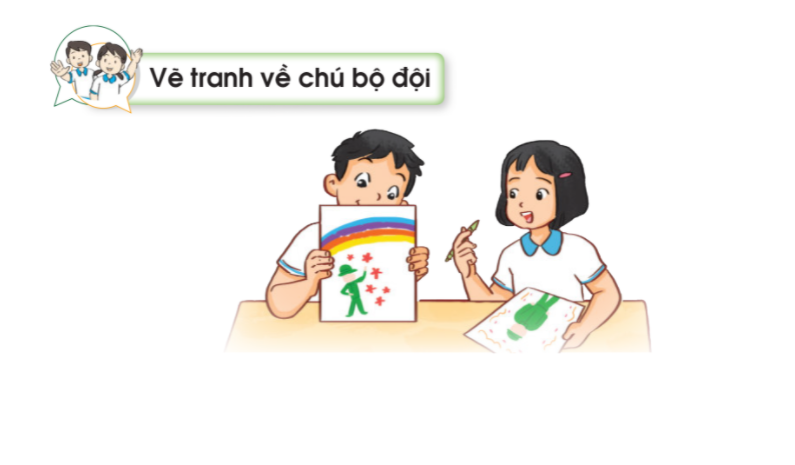 Vẽ tranh về chú bộ đội